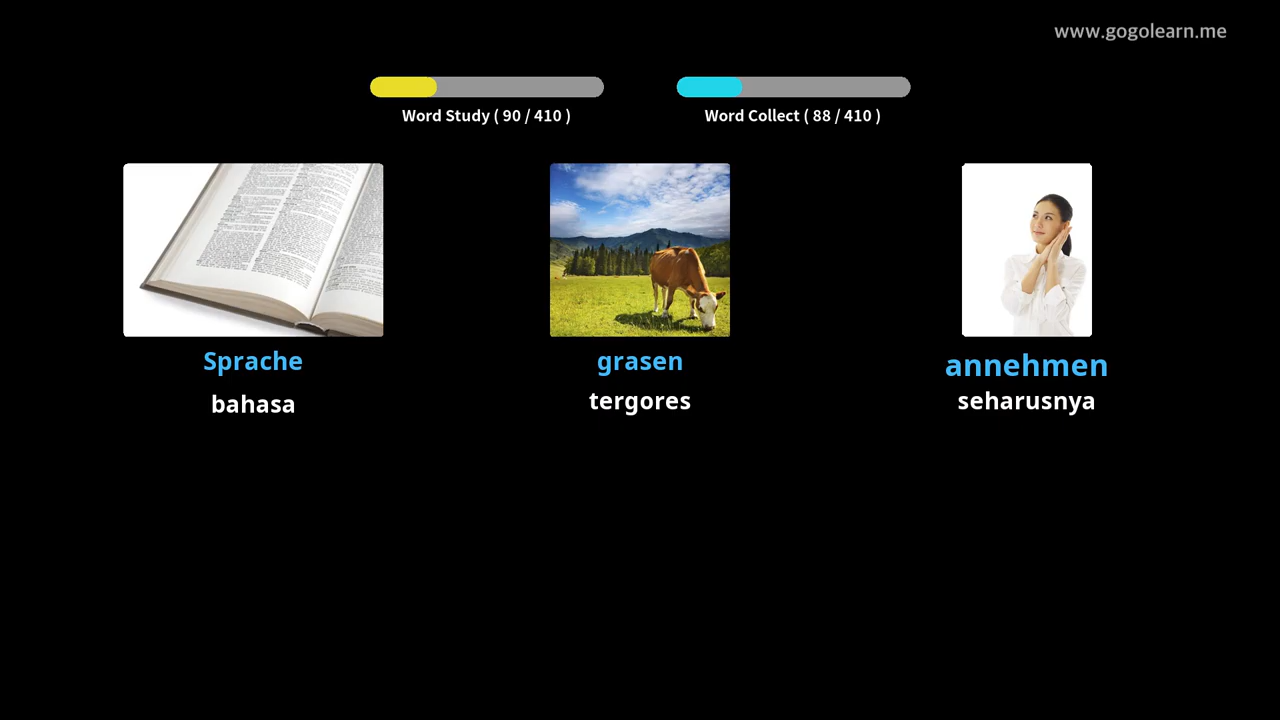 www.gogolearn.me
Word Study ( 90 / 410 )
Word Collect ( 88 / 410 )
Sprache
bahasa
grasen
tergores
annehmen
seharusnya